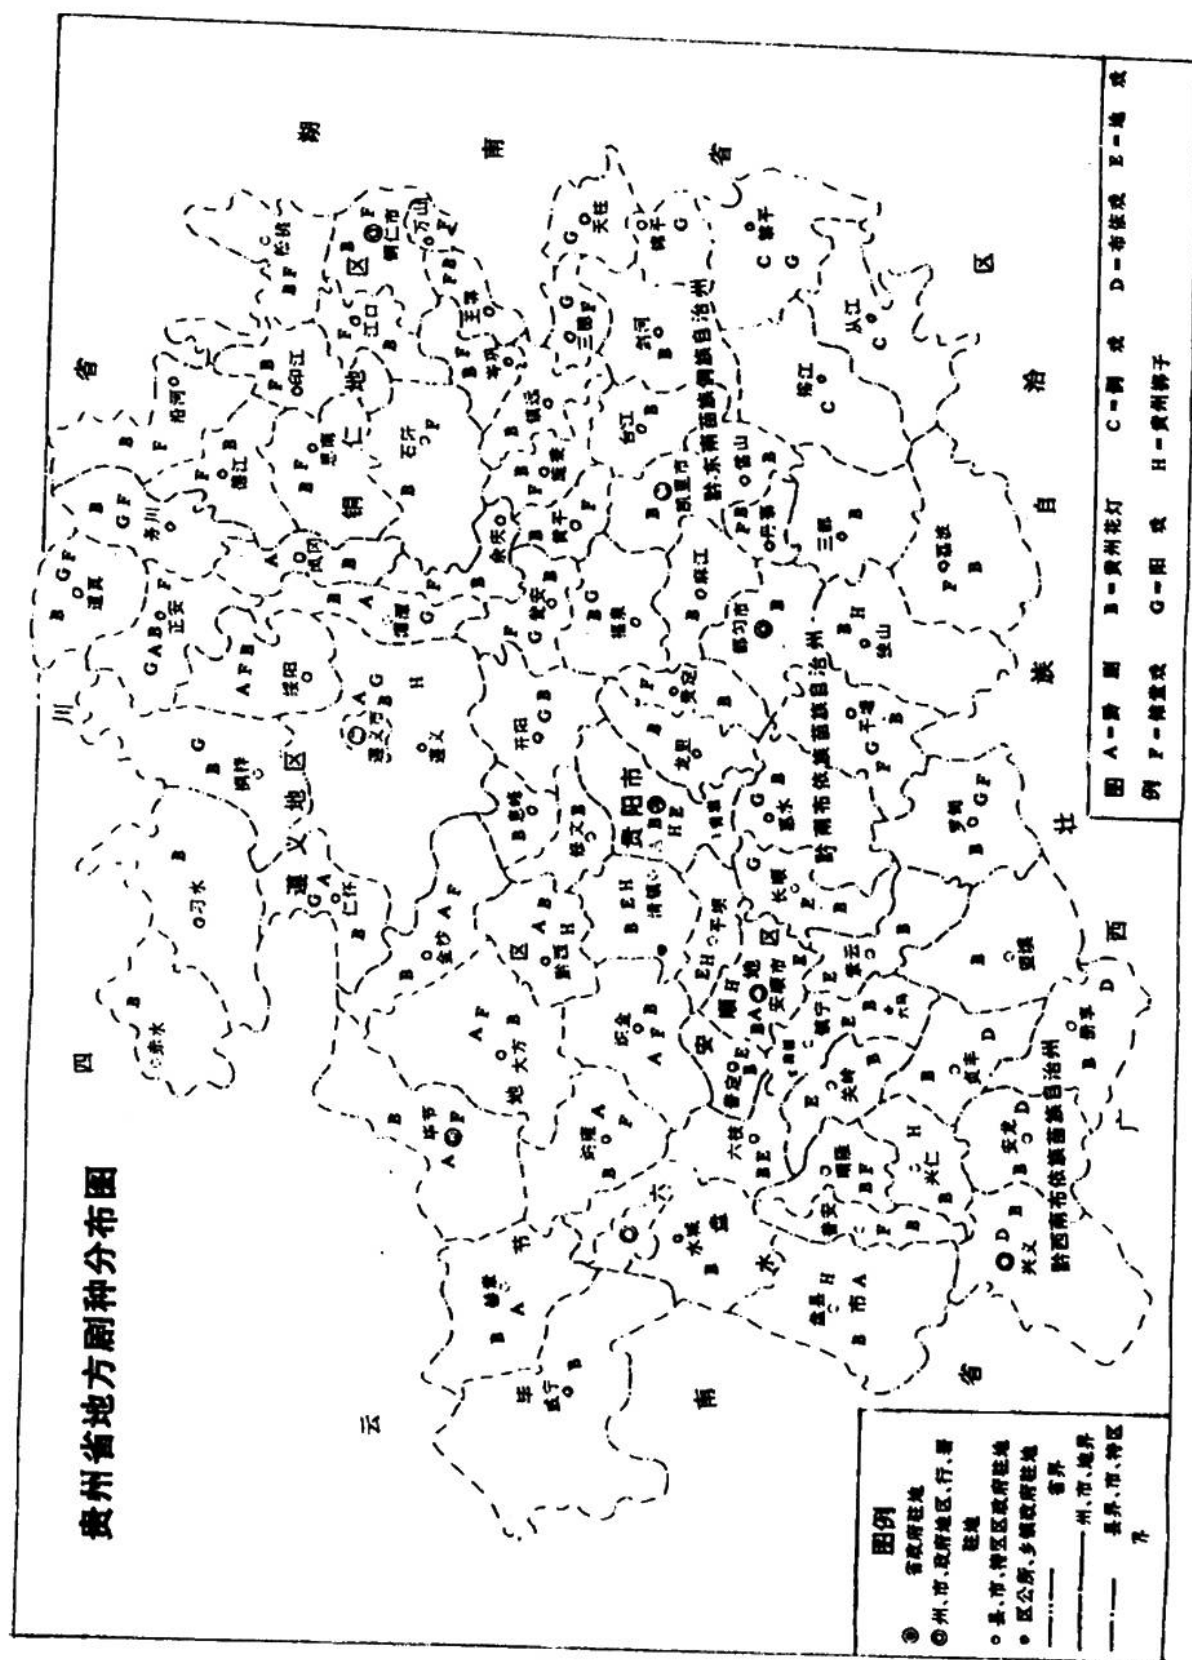 贵州省地方剧种分布图
四
川
省
湖
南
省
云
南
省
广
西
壮
族
自
治
区
遵义地区
铜仁地区
毕节地区
安顺地区
六盘水市
贵阳市
黔东南苗族侗族自治州
黔南布依族苗族自治州
黔西南布依族苗族自治州
赤水 B
习水 B
桐梓 B G
仁怀 G A B
遵义市 A B G
遵义 H
绥阳 A F B
正安 G A B F
道真 B G F
务川 B G F
凤冈 A B
湄潭 B A G F
余庆 B
沿河 B F
德江 F B
印江 F B
思南 B F
石阡 B F
松桃 B F
江口 F B
铜仁市 B F
万山 F
玉屏 F B
岑巩 B F
镇远 B
三穗 G F
天柱 G
锦平 G
黎平 C G
从江 C
榕江 C
剑河 B
台江 B
施秉 F B
黄平 B F
凯里市 B
雷山 B
丹寨 F B
麻江 B
都匀市 B
三都 B
荔波 F B
独山 B H
平塘 F G B
罗甸 B G F
惠水 G B
长顺 G E B
龙里 B
贵定 F B
福泉 B G
瓮安 F G B
开阳 G B
息烽 B
修文 B
B H E
清镇 B E H
平坝 E H
安顺市 B A E
普定 B E
镇宁 E B
六马
紫云 E B
关岭 E B
金沙 B A F
黔西 A B H
大方 A F B
织金 A F B
纳雍 B A F
毕节 B A F
赫章 B A
威宁 B
水城 B
六枝 B E
盘县 B H A
普安 F B
晴隆 B F
兴仁 H B
贞丰 B D
望谟 B
册亨 B D
安龙 B D
兴义 D B
图例
省政府驻地
州、市、政府地区、行、署
驻地
县、市、特区区政府驻地
区公所、乡镇政府驻地
省界
州、市、地界
县界、市、特区
界
图 A=黔 剧 B=贵州花灯 C=侗 戏 D=布依戏 E=地 戏
例 F=傩堂戏 G=阳 戏 H=贵州梆子